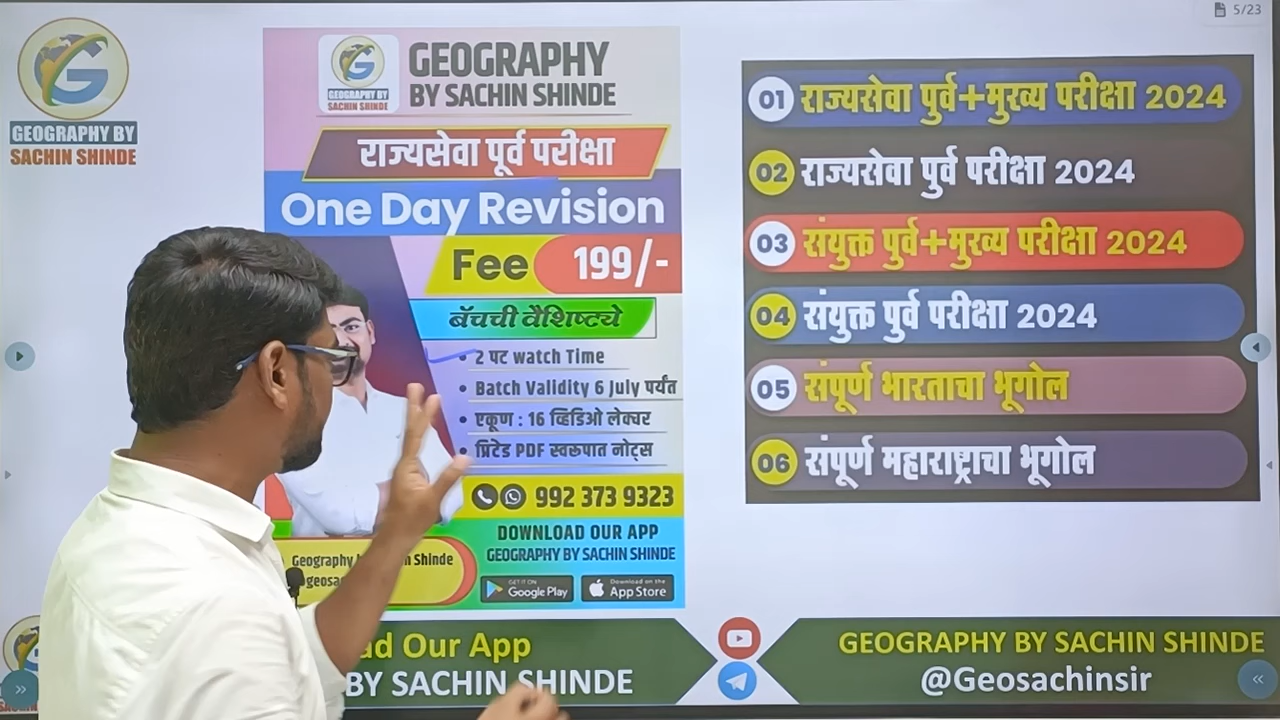 5/23
GEOGRAPHY BY
SACHIN SHINDE
GEOGRAPHY BY
SACHIN SHINDE
GEOGRAPHY
BY SACHIN SHINDE
राज्यसेवा पूर्व परीक्षा
One Day Revision
Fee 199/-
बॅचची वैशिष्ट्ये
• 2 पट watch Time
• Batch Validity 6 July पर्यंत
• एकूण : 16 व्हिडिओ लेक्चर
• प्रिटेड PDF स्वरुपात नोट्स
992 373 9323
DOWNLOAD OUR APP
GEOGRAPHY BY SACHIN SHINDE
Geography Shinde
GET IT ON
Google Play
Download on the
App Store
01 राज्यसेवा पुर्व+मुख्य परीक्षा 2024
02 राज्यसेवा पुर्व परीक्षा 2024
03 संयुक्त पुर्व+मुख्य परीक्षा 2024
04 संयुक्त पुर्व परीक्षा 2024
05 संपूर्ण भारताचा भूगोल
06 संपूर्ण महाराष्ट्राचा भूगोल
Our App
BY SACHIN SHINDE
GEOGRAPHY BY SACHIN SHINDE
@Geosachinsir